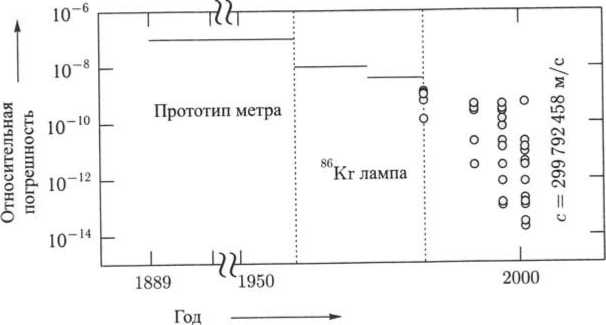 10⁻⁶
10⁻⁸
10⁻¹⁰
10⁻¹²
10⁻¹⁴
Относительная
погрешность
Прототип метра
⁸⁶Kr лампа
c = 299 792 458 м/с
1889
1950
2000
Год